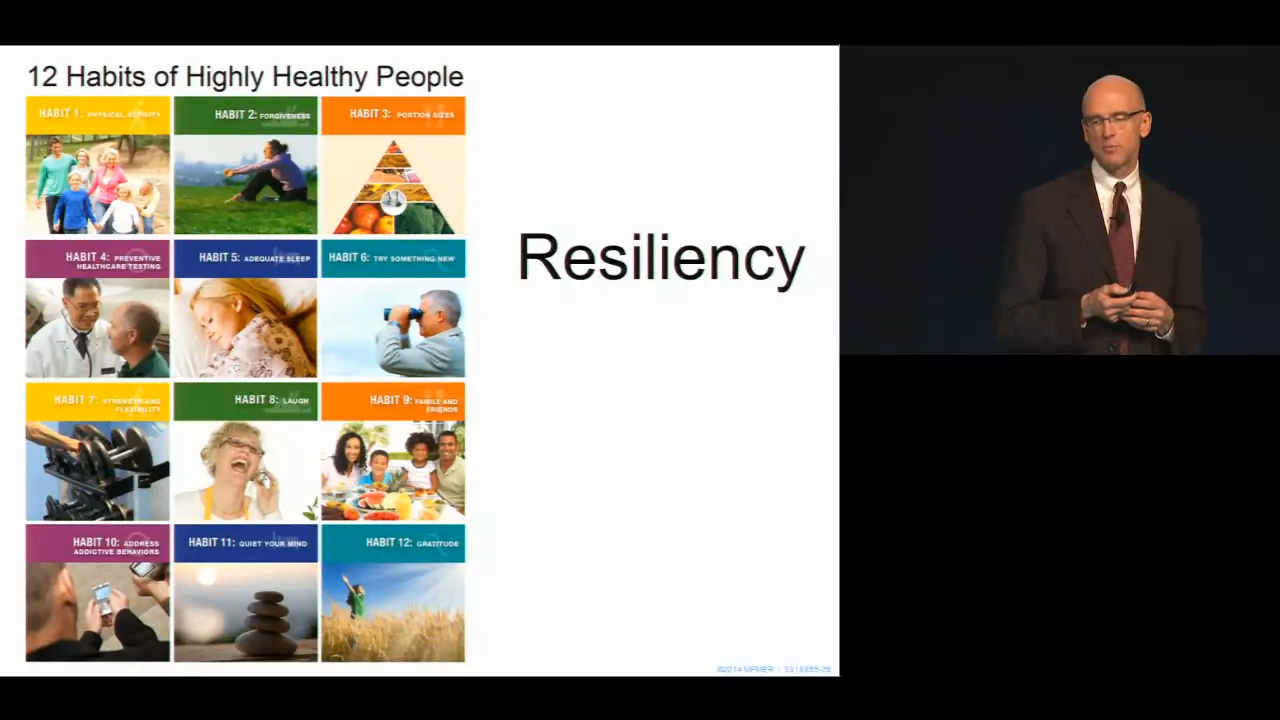 12 Habits of Highly Healthy People
HABIT 1: PHYSICAL ACTIVITY
HABIT 2: FORGIVENESS
HABIT 3: PORTION SIZES
Resiliency
HABIT 4: PREVENTIVE
HEALTHCARE TESTING
HABIT 5: ADEQUATE SLEEP
HABIT 6: TRY SOMETHING NEW
HABIT 7: STRENGTH AND
FLEXIBILITY
HABIT 8: LAUGH
HABIT 9: FAMILY AND
FRIENDS
HABIT 10: ADDRESS
ADDICTIVE BEHAVIORS
HABIT 11: QUIET YOUR MIND
HABIT 12: GRATITUDE
©2014 MFMER |